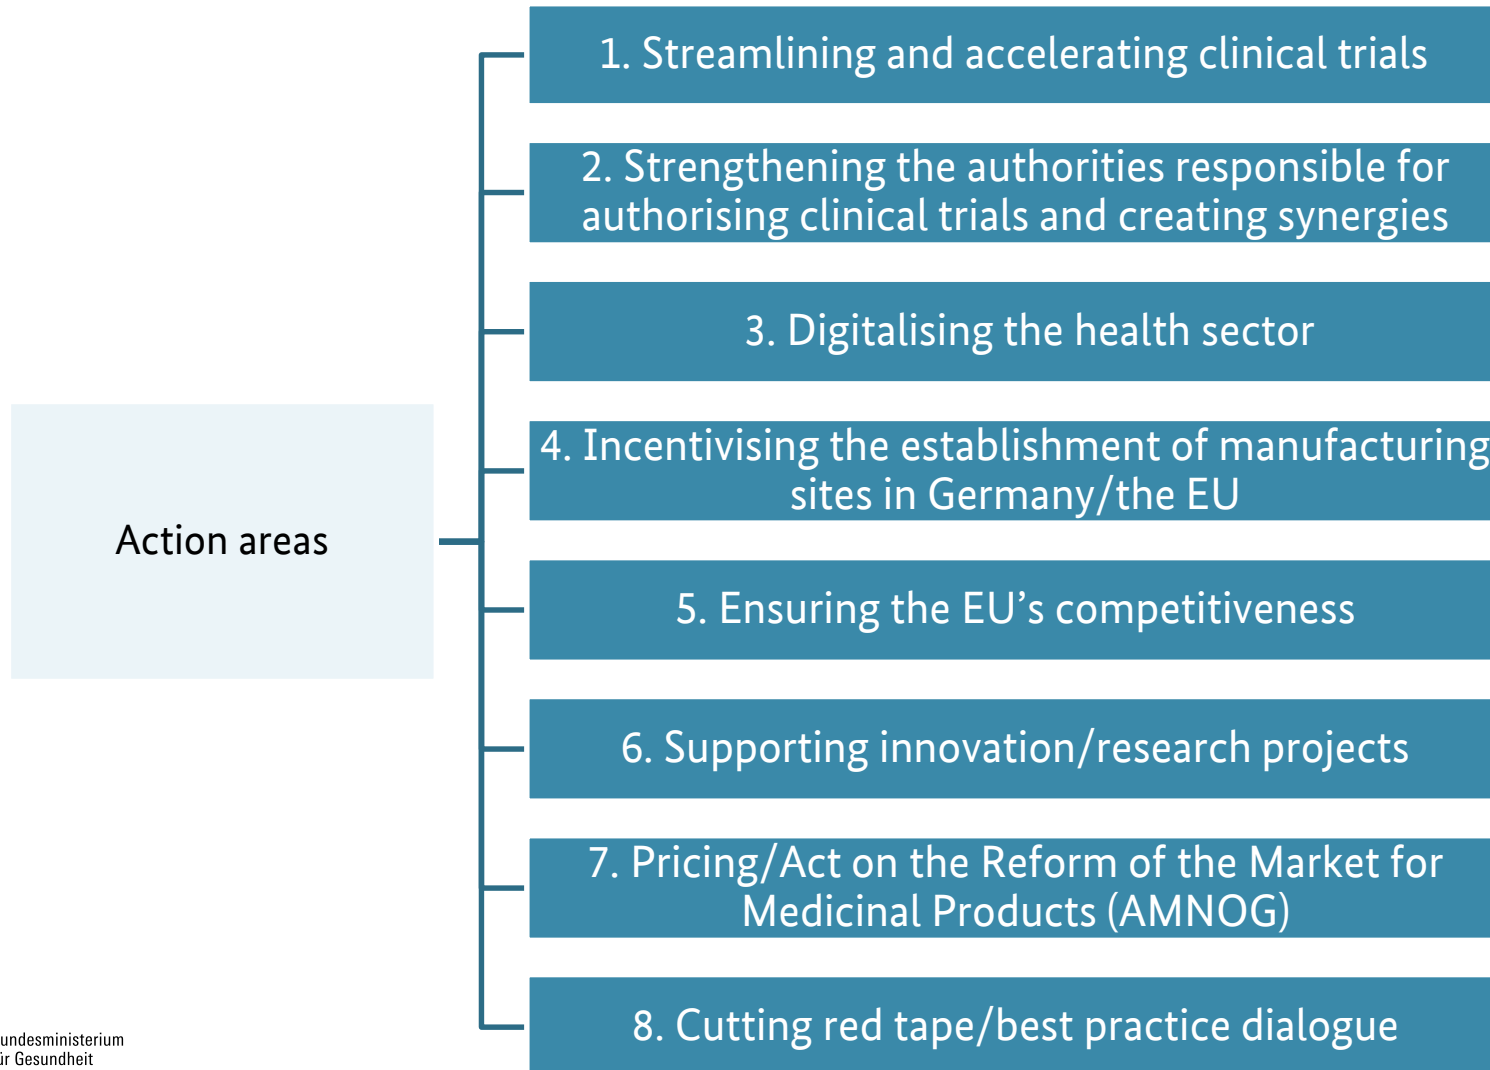 1. Streamlining and accelerating clinical trials
2. Strengthening the authorities responsible for
authorising clinical trials and creating synergies
3. Digitalising the health sector
4. Incentivising the establishment of manufacturing
sites in Germany/the EU
Action areas
5. Ensuring the EU’s competitiveness
6. Supporting innovation/research projects
7. Pricing/Act on the Reform of the Market for
Medicinal Products (AMNOG)
8. Cutting red tape/best practice dialogue
undesministerium
ür Gesundheit